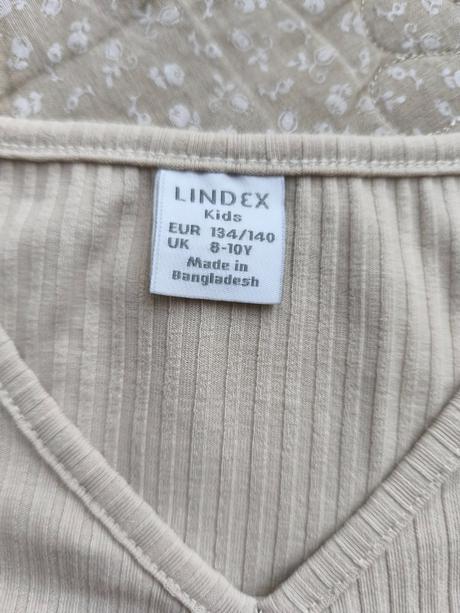 LINDEX
Kids
EUR 134/140
UK 8-10Y
Made in
Bangladesh